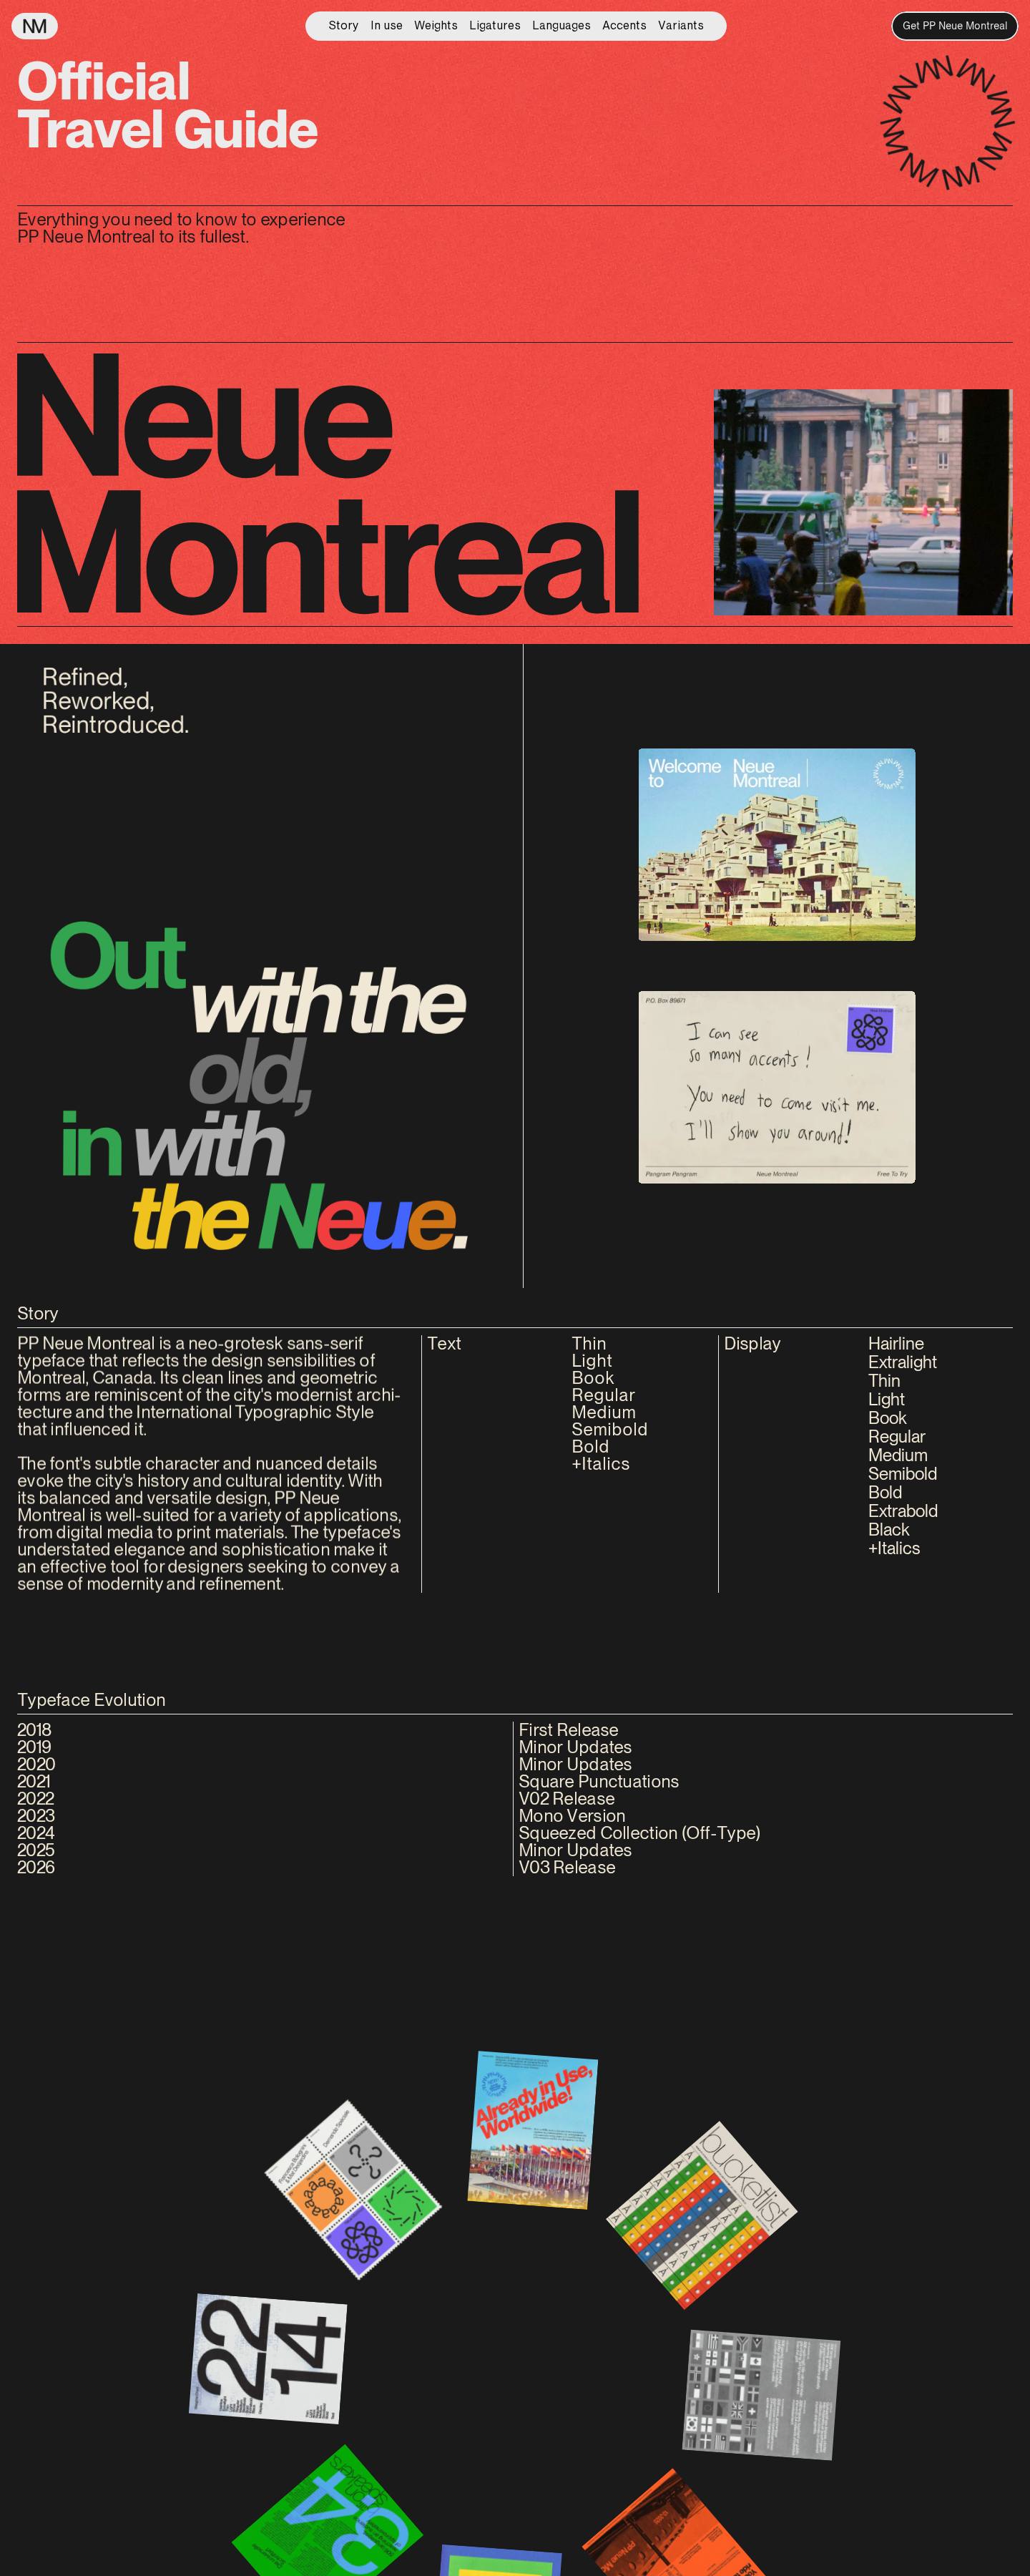 NM
Story In use Weights Ligatures Languages Accents Variants
Get PP Neue Montreal
Official
Travel Guide
Everything you need to know to experience
PP Neue Montreal to its fullest.
Neue
Montreal
Refined,
Reworked,
Reintroduced.
Out
with the
old,
in with
the Neue.
Welcome
to
Neue
Montreal
P.O. Box 89671
I can see
so many accents!
You need to come visit me.
I'll show you around!
Pangram Pangram
Neue Montreal
Free To Try
Story
PP Neue Montreal is a neo-grotesk sans-serif
typeface that reflects the design sensibilities of
Montreal, Canada. Its clean lines and geometric
forms are reminiscent of the city's modernist archi-
tecture and the International Typographic Style
that influenced it.
The font's subtle character and nuanced details
evoke the city's history and cultural identity. With
its balanced and versatile design, PP Neue
Montreal is well-suited for a variety of applications,
from digital media to print materials. The typeface's
understated elegance and sophistication make it
an effective tool for designers seeking to convey a
sense of modernity and refinement.
Text
Thin
Light
Book
Regular
Medium
Semibold
Bold
+Italics
Display
Hairline
Extralight
Thin
Light
Book
Regular
Medium
Semibold
Bold
Extrabold
Black
+Italics
Typeface Evolution
2018 First Release
2019 Minor Updates
2020 Minor Updates
2021 Square Punctuations
2022 V02 Release
2023 Mono Version
2024 Squeezed Collection (Off-Type)
2025 Minor Updates
2026 V03 Release
Already in Use,
Worldwide!
bucketlist
22
14
34